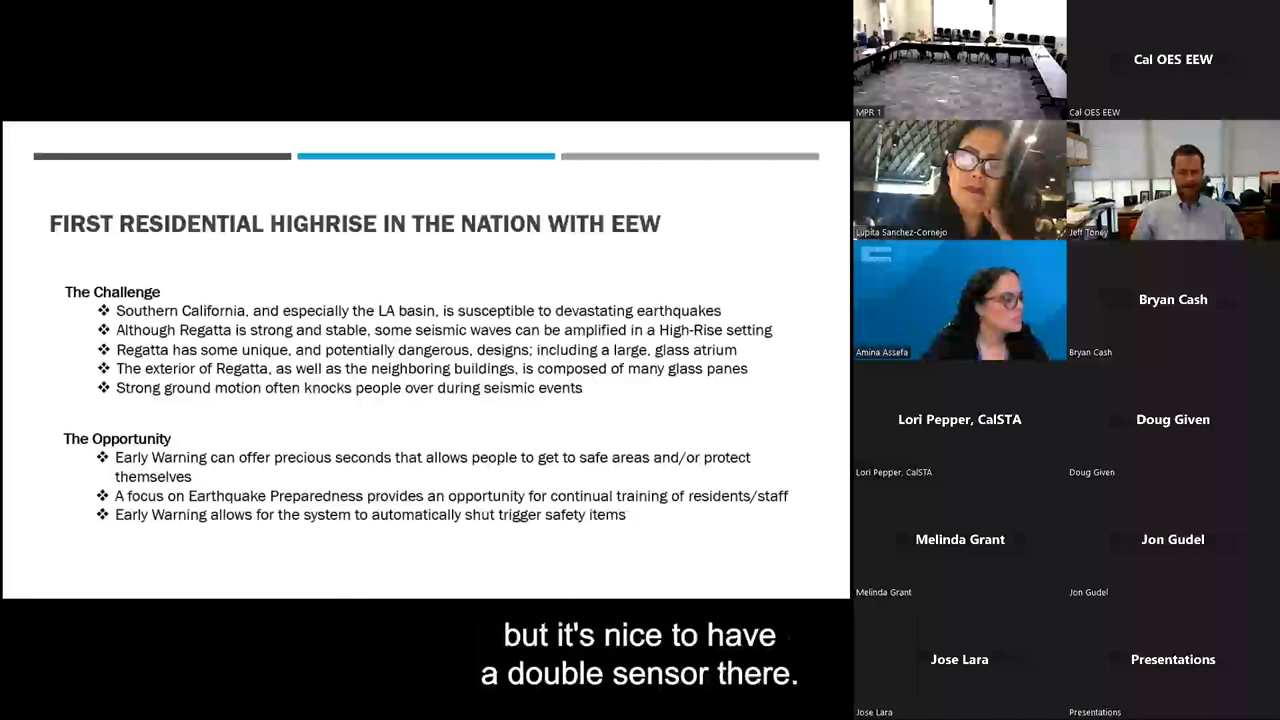 FIRST RESIDENTIAL HIGHRISE IN THE NATION WITH EEW
The Challenge
❖ Southern California, and especially the LA basin, is susceptible to devastating earthquakes
❖ Although Regatta is strong and stable, some seismic waves can be amplified in a High-Rise setting
❖ Regatta has some unique, and potentially dangerous, designs; including a large, glass atrium
❖ The exterior of Regatta, as well as the neighboring buildings, is composed of many glass panes
❖ Strong ground motion often knocks people over during seismic events
The Opportunity
❖ Early Warning can offer precious seconds that allows people to get to safe areas and/or protect
themselves
❖ A focus on Earthquake Preparedness provides an opportunity for continual training of residents/staff
❖ Early Warning allows for the system to automatically shut trigger safety items
but it's nice to have
a double sensor there.
MPR 1
Cal OES EEW
Cal OES EEW
Lupita Sanchez-Cornejo
Jeff Toney
Amina Assefa
Bryan Cash
Bryan Cash
Lori Pepper, CalSTA
Lori Pepper, CalSTA
Doug Given
Doug Given
Melinda Grant
Melinda Grant
Jon Gudel
Jon Gudel
Jose Lara
Jose Lara
Presentations
Presentations